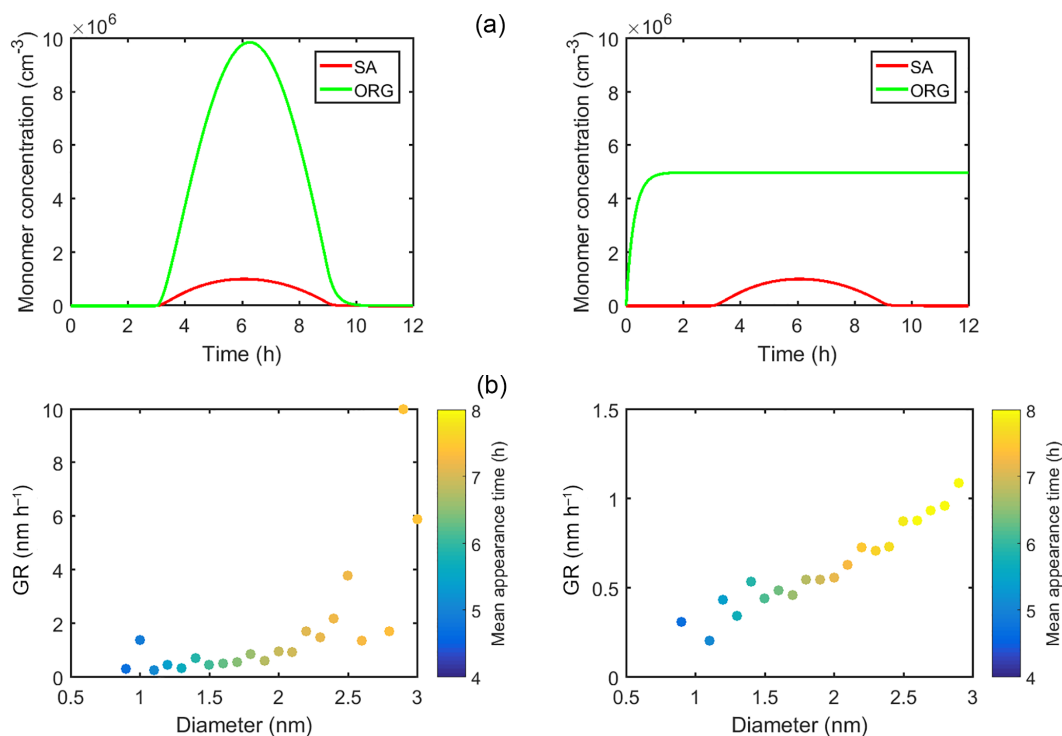 (a)
×10⁶
10
8
6
4
2
0
Monomer concentration (cm⁻³)
SA
ORG
0 2 4 6 8 10 12
Time (h)
×10⁶
10
8
6
4
2
0
Monomer concentration (cm⁻³)
SA
ORG
0 2 4 6 8 10 12
Time (h)
(b)
10
8
6
4
2
0
GR (nm h⁻¹)
0.5 1 1.5 2 2.5 3
Diameter (nm)
8
7
6
5
4
Mean appearance time (h)
1.5
1
0.5
0
GR (nm h⁻¹)
0.5 1 1.5 2 2.5 3
Diameter (nm)
8
7
6
5
4
Mean appearance time (h)